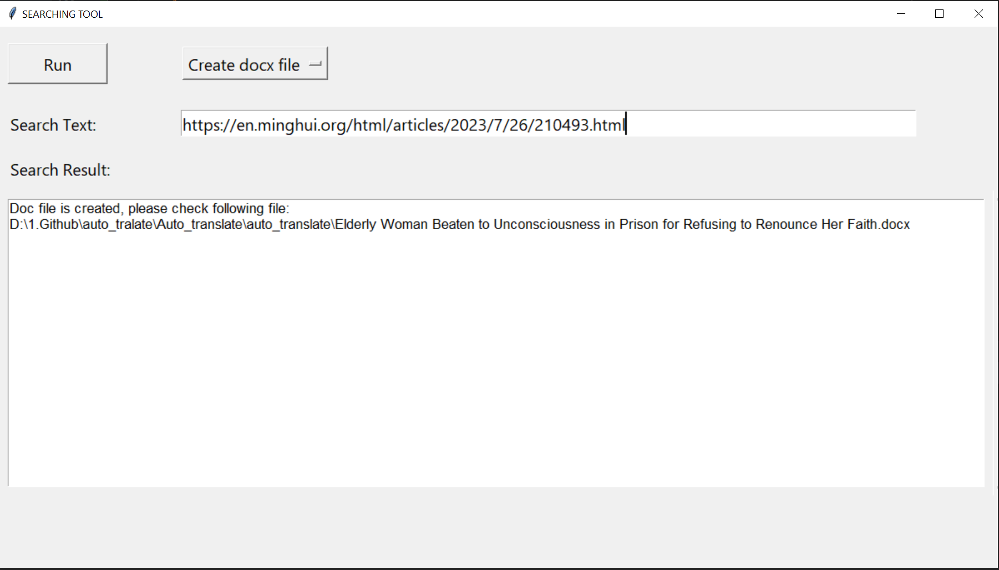 SEARCHING TOOL
Run
Create docx file
Search Text:
https://en.minghui.org/html/articles/2023/7/26/210493.html
Search Result:
Doc file is created, please check following file:
D:\1.Github\auto_tralate\Auto_translate\auto_translate\Elderly Woman Beaten to Unconsciousness in Prison for Refusing to Renounce Her Faith.docx